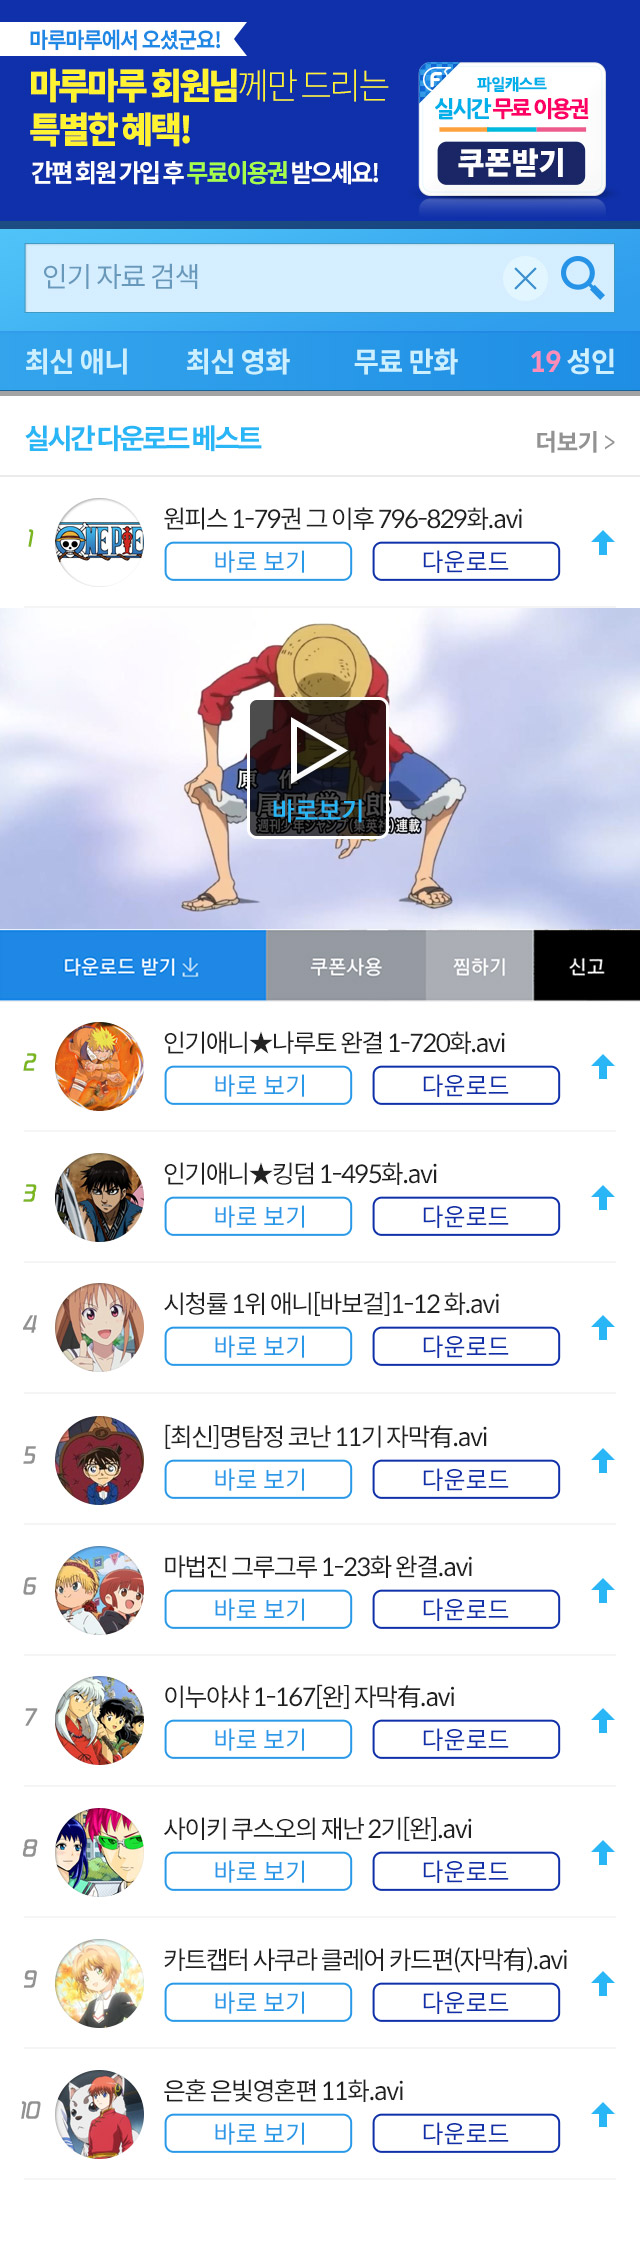 마루마루에서 오셨군요!
마루마루 회원님께만 드리는
특별한 혜택!
간편 회원 가입 후 무료이용권 받으세요!
파일캐스트
실시간 무료 이용권
쿠폰받기
인기 자료 검색
최신 애니 최신 영화 무료 만화 19 성인
실시간 다운로드 베스트 더보기 >
1
ONE PIE
원피스 1-79권 그 이후 796-829화.avi
바로 보기 다운로드
原 作
바로보기
週刊少年ジャンプ(集英社)連載
다운로드 받기 쿠폰사용 찜하기 신고
2
인기애니★나루토 완결 1-720화.avi
바로 보기 다운로드
3
인기애니★킹덤 1-495화.avi
바로 보기 다운로드
4
시청률 1위 애니[바보걸]1-12 화.avi
바로 보기 다운로드
5
[최신]명탐정 코난 11기 자막有.avi
바로 보기 다운로드
6
마법진 그루그루 1-23화 완결.avi
바로 보기 다운로드
7
이누야샤 1-167[완] 자막有.avi
바로 보기 다운로드
8
사이키 쿠스오의 재난 2기[완].avi
바로 보기 다운로드
9
카트캡터 사쿠라 클레어 카드편(자막有).avi
바로 보기 다운로드
10
은혼 은빛영혼편 11화.avi
바로 보기 다운로드